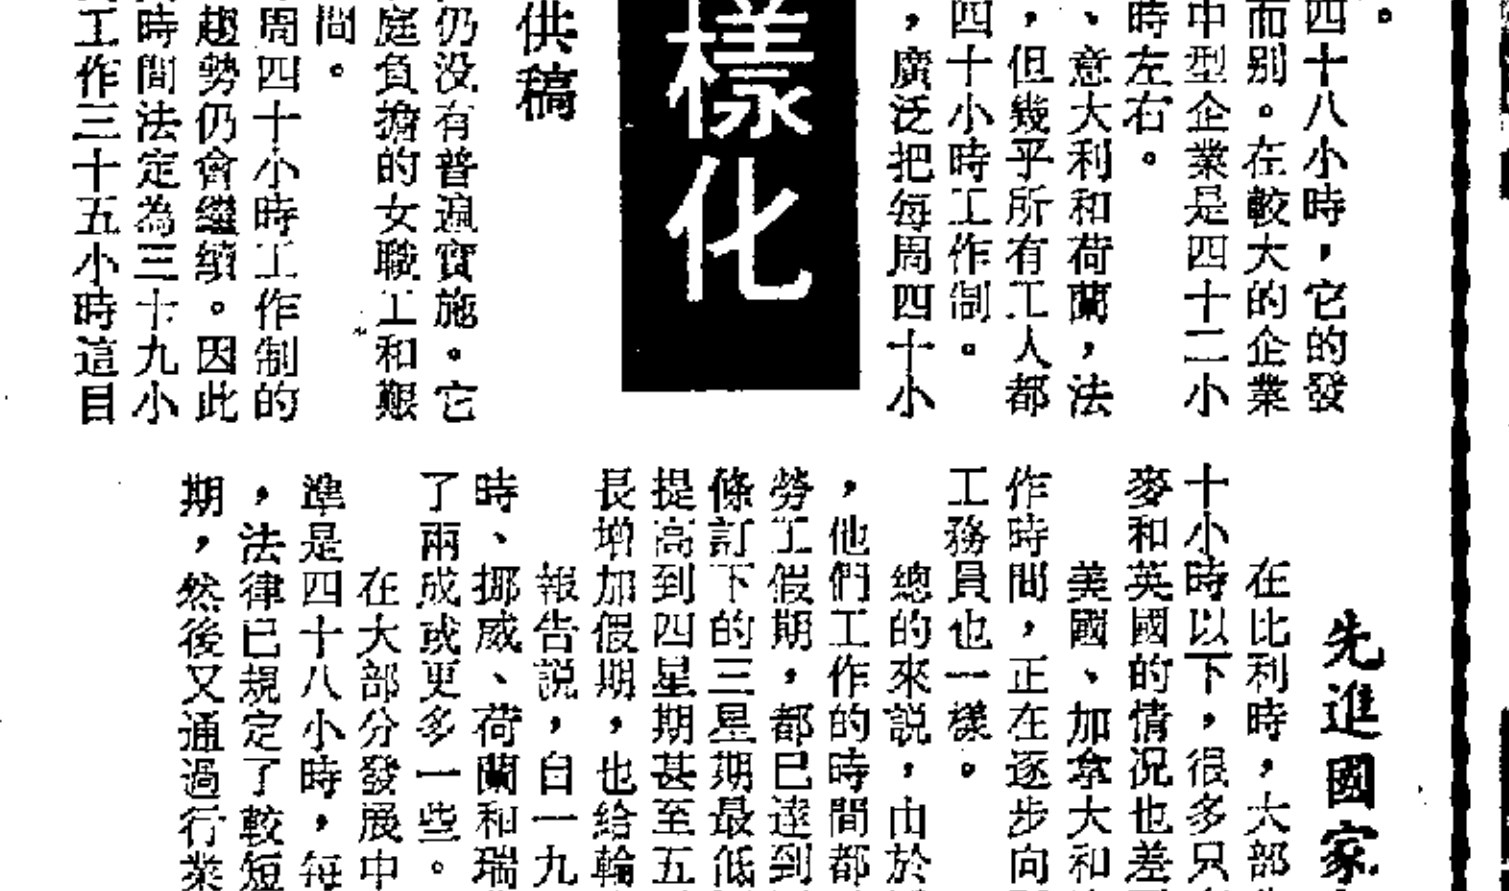 。
四十八小時，它的發
而別。在較大的企業
中型企業是四十二小
時左右。
、意大利和荷蘭，法
，但幾乎所有工人都
四十小時工作制。
，廣泛把每周四十小
樣化
供稿
仍没有普遍實施。它
庭負擔的女職工和艱
間。
周四十小時工作制的
趨勢仍會繼續。因此
時間法定為三十九小
工作三十五小時這目
先進國家
在比利時，大部
十小時以下，很多只
麥和英國的情況也差
美國、加拿大和
作時間，正在逐步向
工務員也一樣。
總的來説，由於
，他們工作的時間都
勞工假期，都已達到
條訂下的三星期最低
提高到四星期甚至五
長增加假期，也给輪
報告説，自一九
時、挪威、荷蘭和瑞
了兩成或更多一些。
在大部分發展中
準是四十八小時，每
，法律已規定了較短
期，然後又通過行業